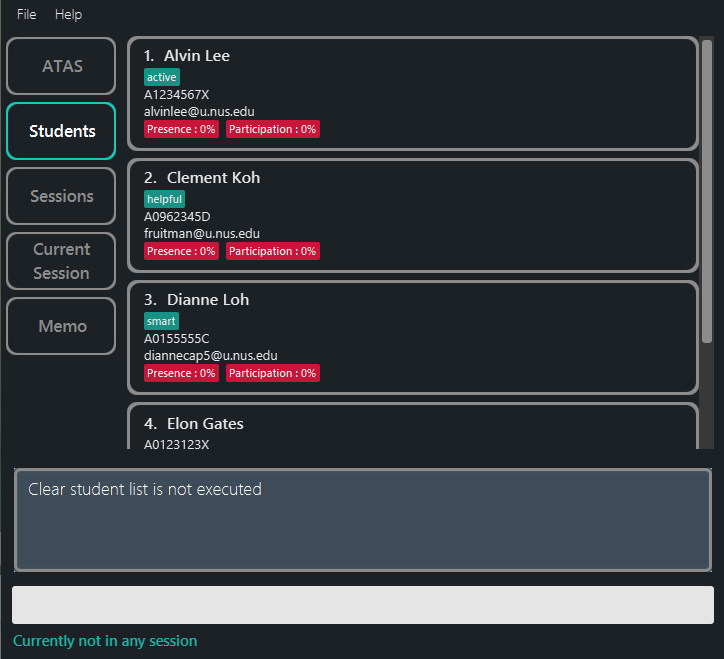 File Help
ATAS
Students
Sessions
Current
Session
Memo
1. Alvin Lee
active
A1234567X
alvinlee@u.nus.edu
Presence : 0% Participation : 0%
2. Clement Koh
helpful
A0962345D
fruitman@u.nus.edu
Presence : 0% Participation : 0%
3. Dianne Loh
smart
A0155555C
diannecap5@u.nus.edu
Presence : 0% Participation : 0%
4. Elon Gates
A0123123X
Clear student list is not executed
Currently not in any session